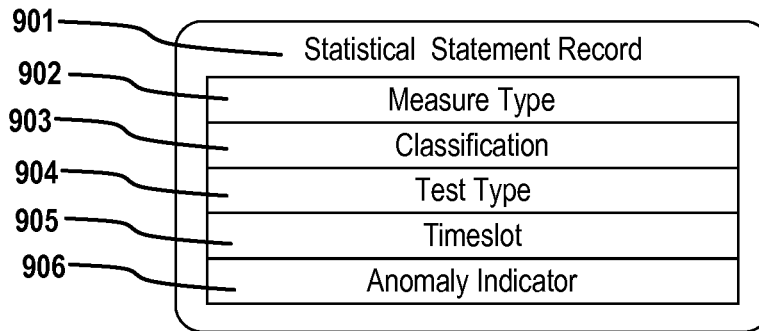 901 Statistical Statement Record
902 Measure Type
903 Classification
904 Test Type
905 Timeslot
906 Anomaly Indicator